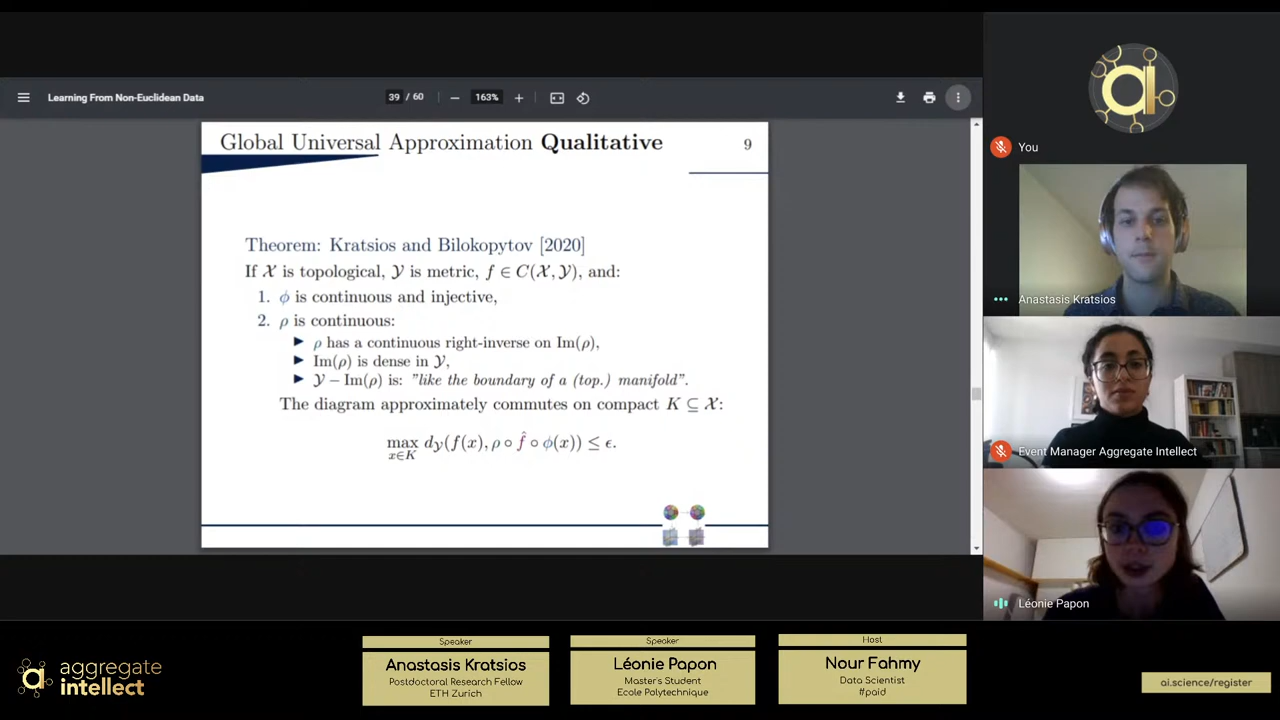 Learning From Non-Euclidean Data
39 / 60
163%
Global Universal Approximation Qualitative
9
Theorem: Kratsios and Bilokopytov [2020]
If 𝒳 is topological, 𝒴 is metric, f ∈ C(𝒳, 𝒴), and:
1. ϕ is continuous and injective,
2. ρ is continuous:
▶ ρ has a continuous right-inverse on Im(ρ),
▶ Im(ρ) is dense in 𝒴,
▶ 𝒴 − Im(ρ) is: "like the boundary of a (top.) manifold".
The diagram approximately commutes on compact K ⊆ 𝒳:
max d𝒴(f(x), ρ ∘ f̂ ∘ ϕ(x)) ≤ ϵ.
x∈K
You
Anastasis Kratsios
Event Manager Aggregate Intellect
Léonie Papon
aggregate
intellect
Speaker
Anastasis Kratsios
Postdoctoral Research Fellow
ETH Zurich
Speaker
Léonie Papon
Master's Student
Ecole Polytechnique
Host
Nour Fahmy
Data Scientist
#paid
ai.science/register